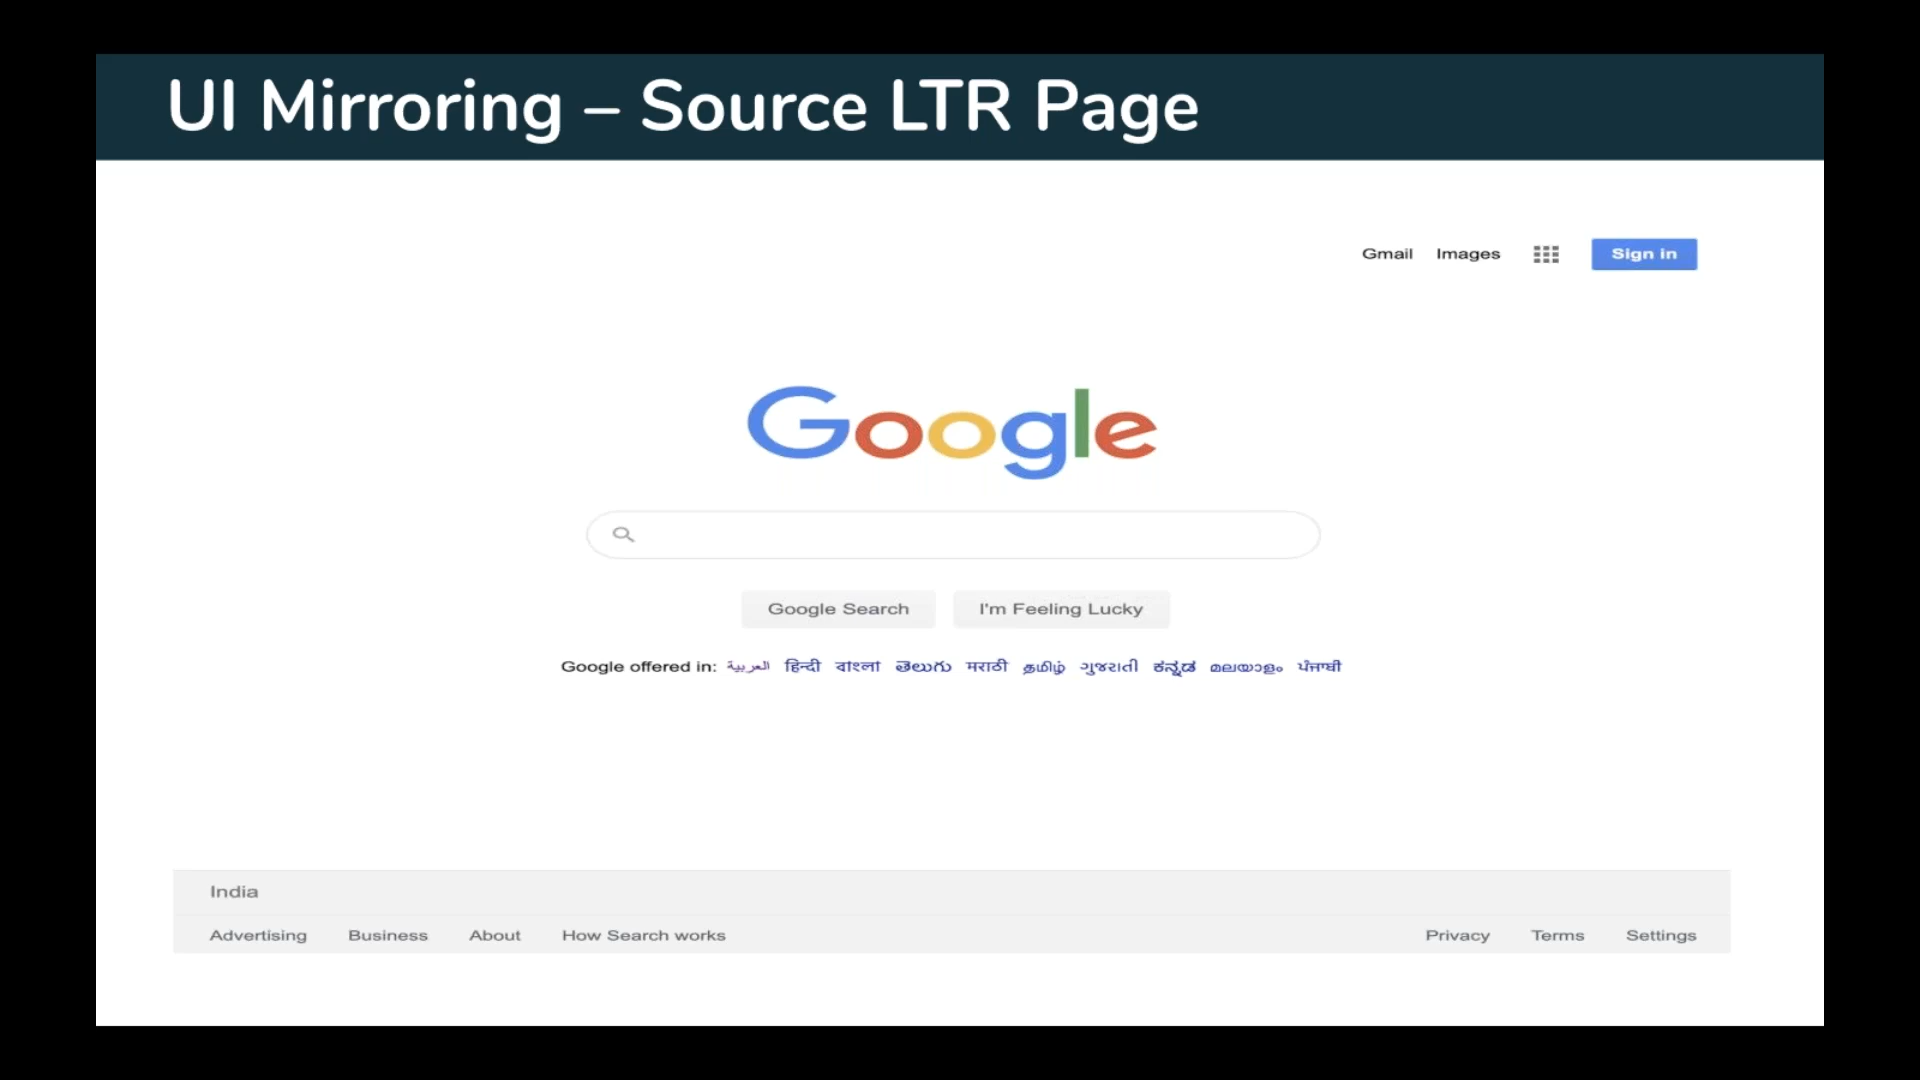 UI Mirroring – Source LTR Page
Gmail Images Sign in
Google
Google Search I'm Feeling Lucky
Google offered in: العربية हिन्दी বাংলা తెలుగు मराठी தமிழ் ગુજરાતી ಕನ್ನಡ മലയാളം ਪੰਜਾਬੀ
India
Advertising Business About How Search works Privacy Terms Settings